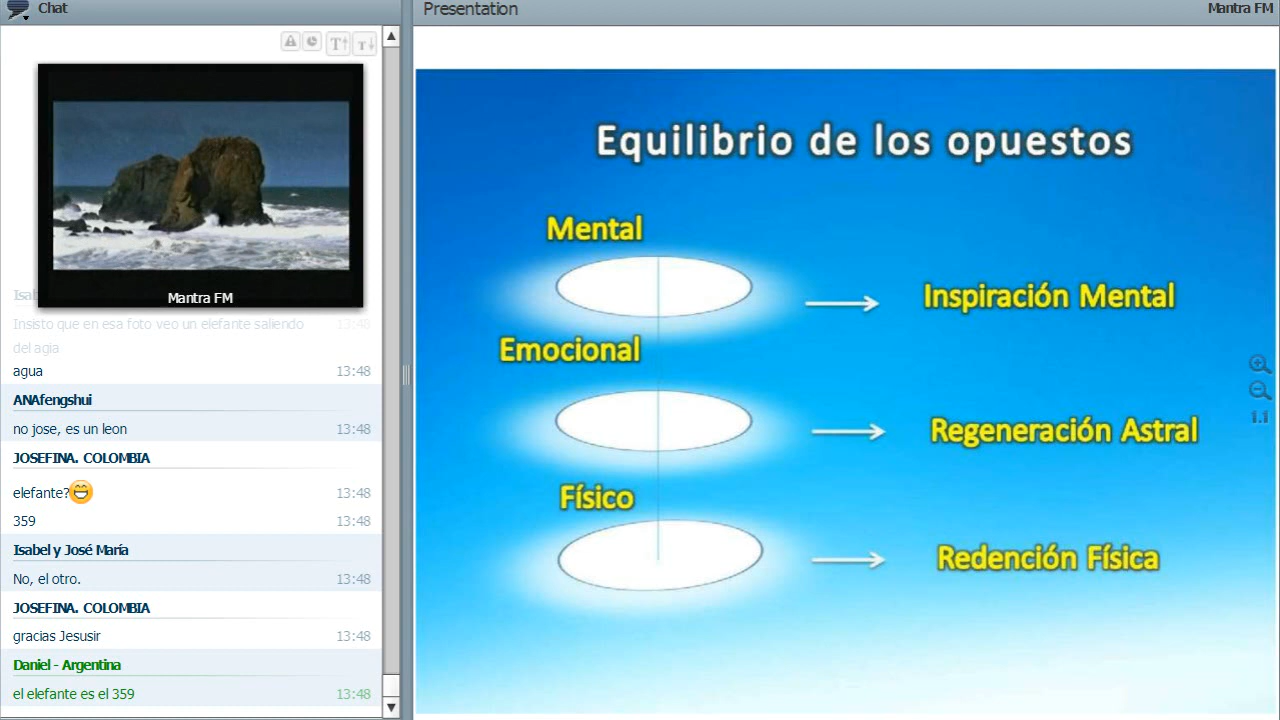 Chat
Mantra FM
Isab
Insisto que en esa foto veo un elefante saliendo 13:48
del agia
agua 13:48
ANAfengshui
no jose, es un leon 13:48
JOSEFINA. COLOMBIA
elefante? 13:48
359 13:48
Isabel y José María
No, el otro. 13:48
JOSEFINA. COLOMBIA
gracias Jesusir 13:48
Daniel - Argentina
el elefante es el 359 13:48
Presentation
Mantra FM
Equilibrio de los opuestos
Mental
Inspiración Mental
Emocional
Regeneración Astral
Físico
Redención Física
1.1